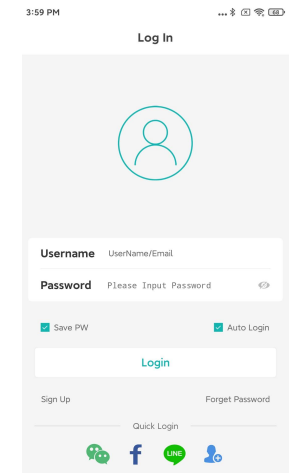 3:59 PM
68
Log In
Username UserName/Email
Password Please Input Password
Save PW Auto Login
Login
Sign Up Forget Password
Quick Login
f LINE